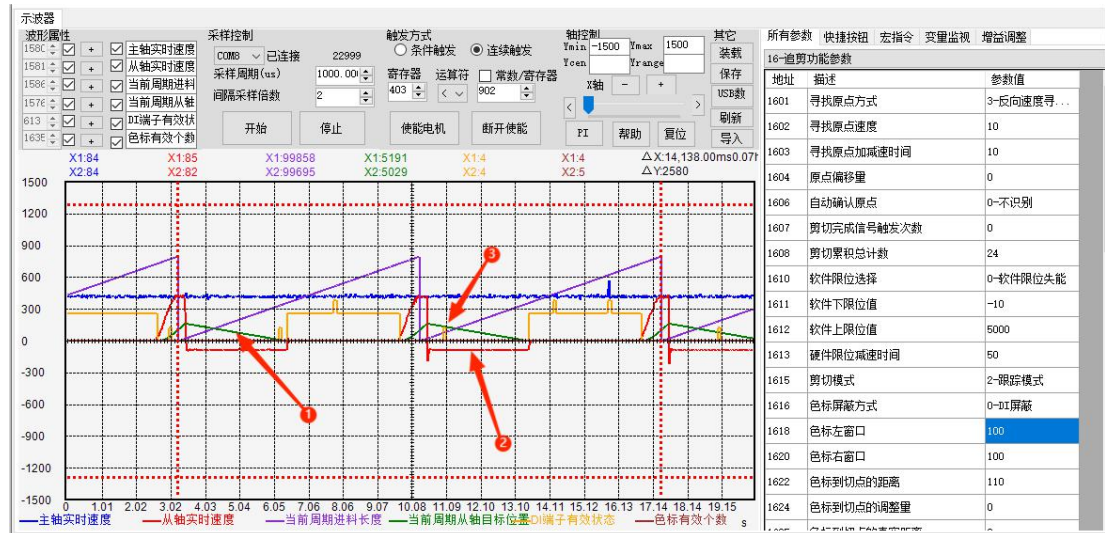 示波器
波形属性
1580 + 主轴实时速度
1581 + 从轴实时速度
1586 + 当前周期进料
1576 + 当前周期从轴
613 + DI端子有效状
1635 + 色标有效个数
采样控制
COM8 已连接 22999
采样周期(us) 1000.00
间隔采样倍数 2
开始 停止
触发方式
条件触发 连续触发
寄存器 运算符 常数/寄存器
403 < 902
使能电机 断开使能
轴控制
Ymin -1500 Ymax 1500
Ycen Yrange
X轴 - +
< >
PI 帮助 复位
其它
装载
保存
USB数
刷新
导入
X1:84 X1:85 X1:99858 X1:5191 X1:4 X1:4 △X:14,138.00ms0.07h
X2:84 X2:82 X2:99695 X2:5029 X2:4 X2:5 △Y:2580
1500
1200
900
600
300
0
-300
-600
-900
-1200
-1500
3
1
2
0 1.01 2.02 3.02 4.03 5.04 6.05 7.06 8.06 9.07 10.08 11.09 12.10 13.10 14.11 15.12 16.13 17.14 18.14 19.15
s
主轴实时速度 从轴实时速度 当前周期进料长度 当前周期从轴目标位置 DI端子有效状态 色标有效个数
所有参数 快捷按钮 宏指令 变量监视 增益调整
16-追剪功能参数
地址 描述 参数值
1601 寻找原点方式 3-反向速度寻...
1602 寻找原点速度 10
1603 寻找原点加减速时间 10
1604 原点偏移量 0
1606 自动确认原点 0-不识别
1607 剪切完成信号触发次数 0
1608 剪切累积总计数 24
1610 软件限位选择 0-软件限位失能
1611 软件下限位值 -10
1612 软件上限位值 5000
1613 硬件限位减速时间 50
1615 剪切模式 2-跟踪模式
1616 色标屏蔽方式 0-DI屏蔽
1618 色标左窗口 100
1620 色标右窗口 100
1622 色标到切点的距离 110
1624 色标到切点的调整量 0